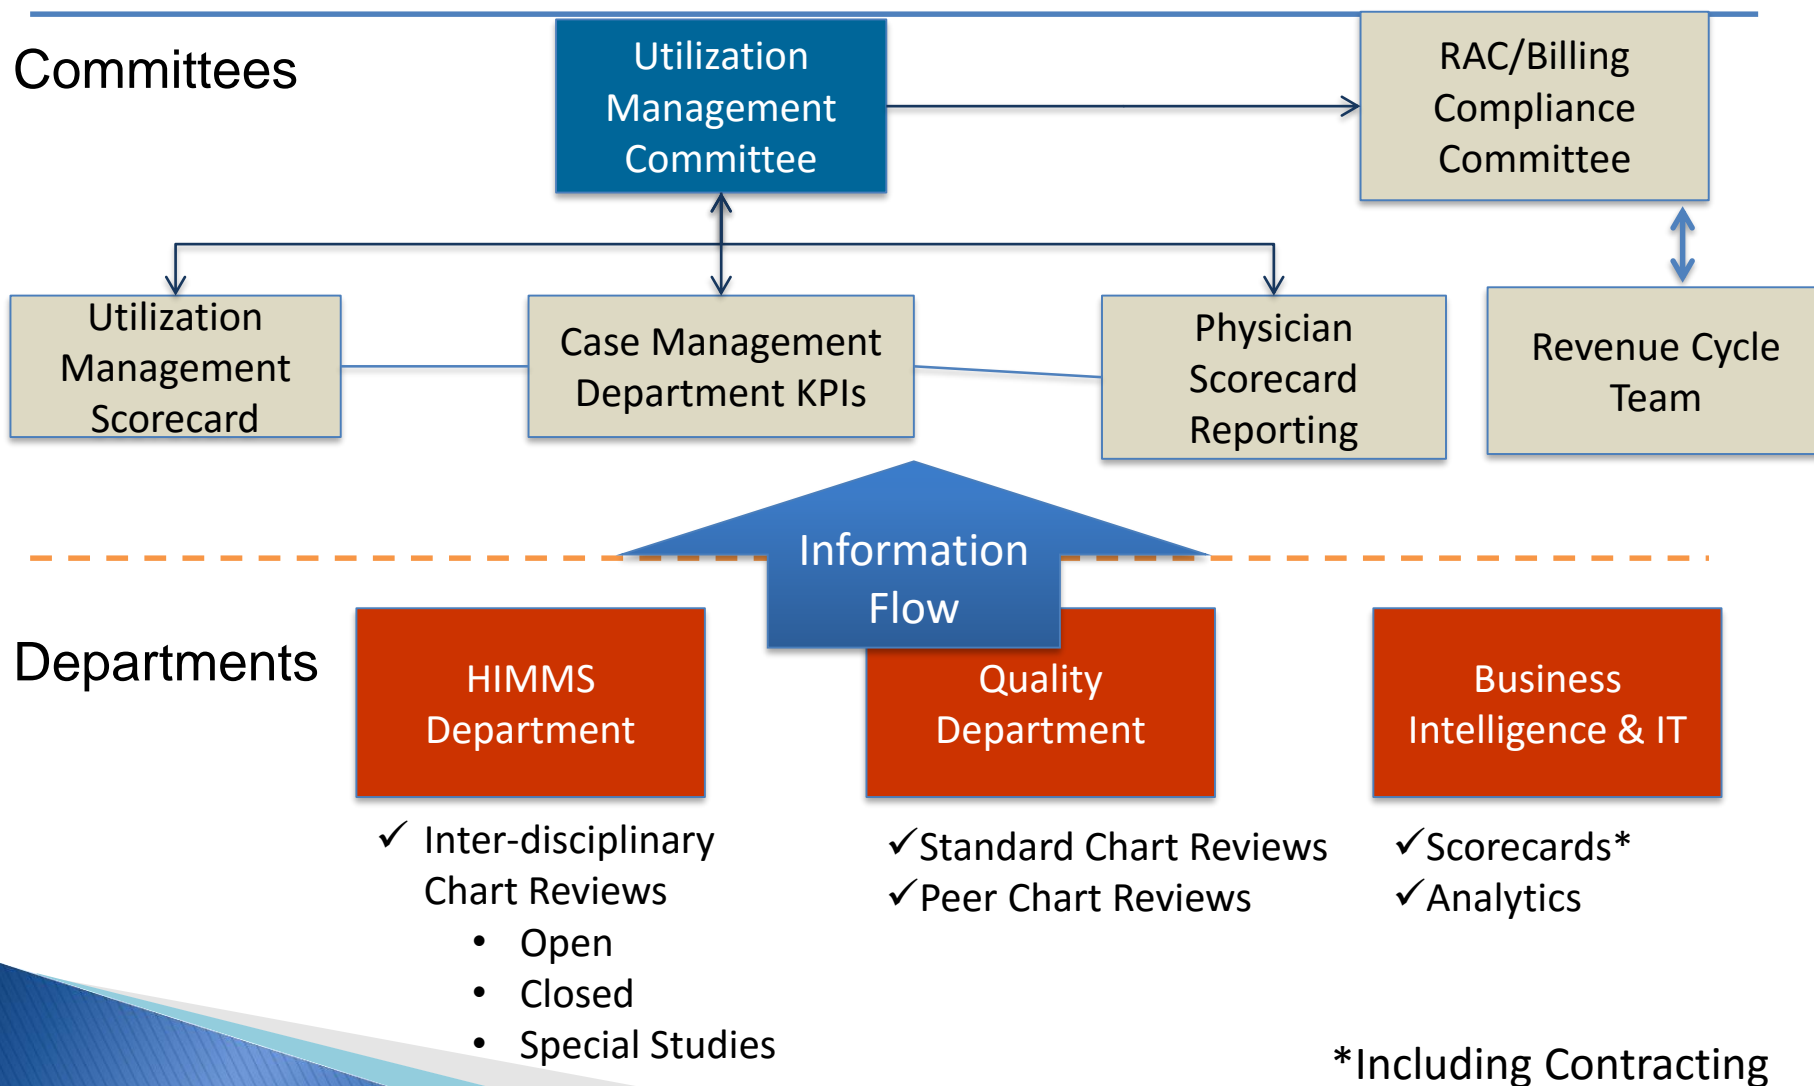 Committees
Utilization
Management
Committee
RAC/Billing
Compliance
Committee
Utilization
Management
Scorecard
Case Management
Department KPIs
Physician
Scorecard
Reporting
Revenue Cycle
Team
Information
Flow
Departments
HIMMS
Department
Quality
Department
Business
Intelligence & IT
✓ Inter-disciplinary
Chart Reviews
• Open
• Closed
• Special Studies
✓Standard Chart Reviews
✓Peer Chart Reviews
✓Scorecards*
✓Analytics
*Including Contracting